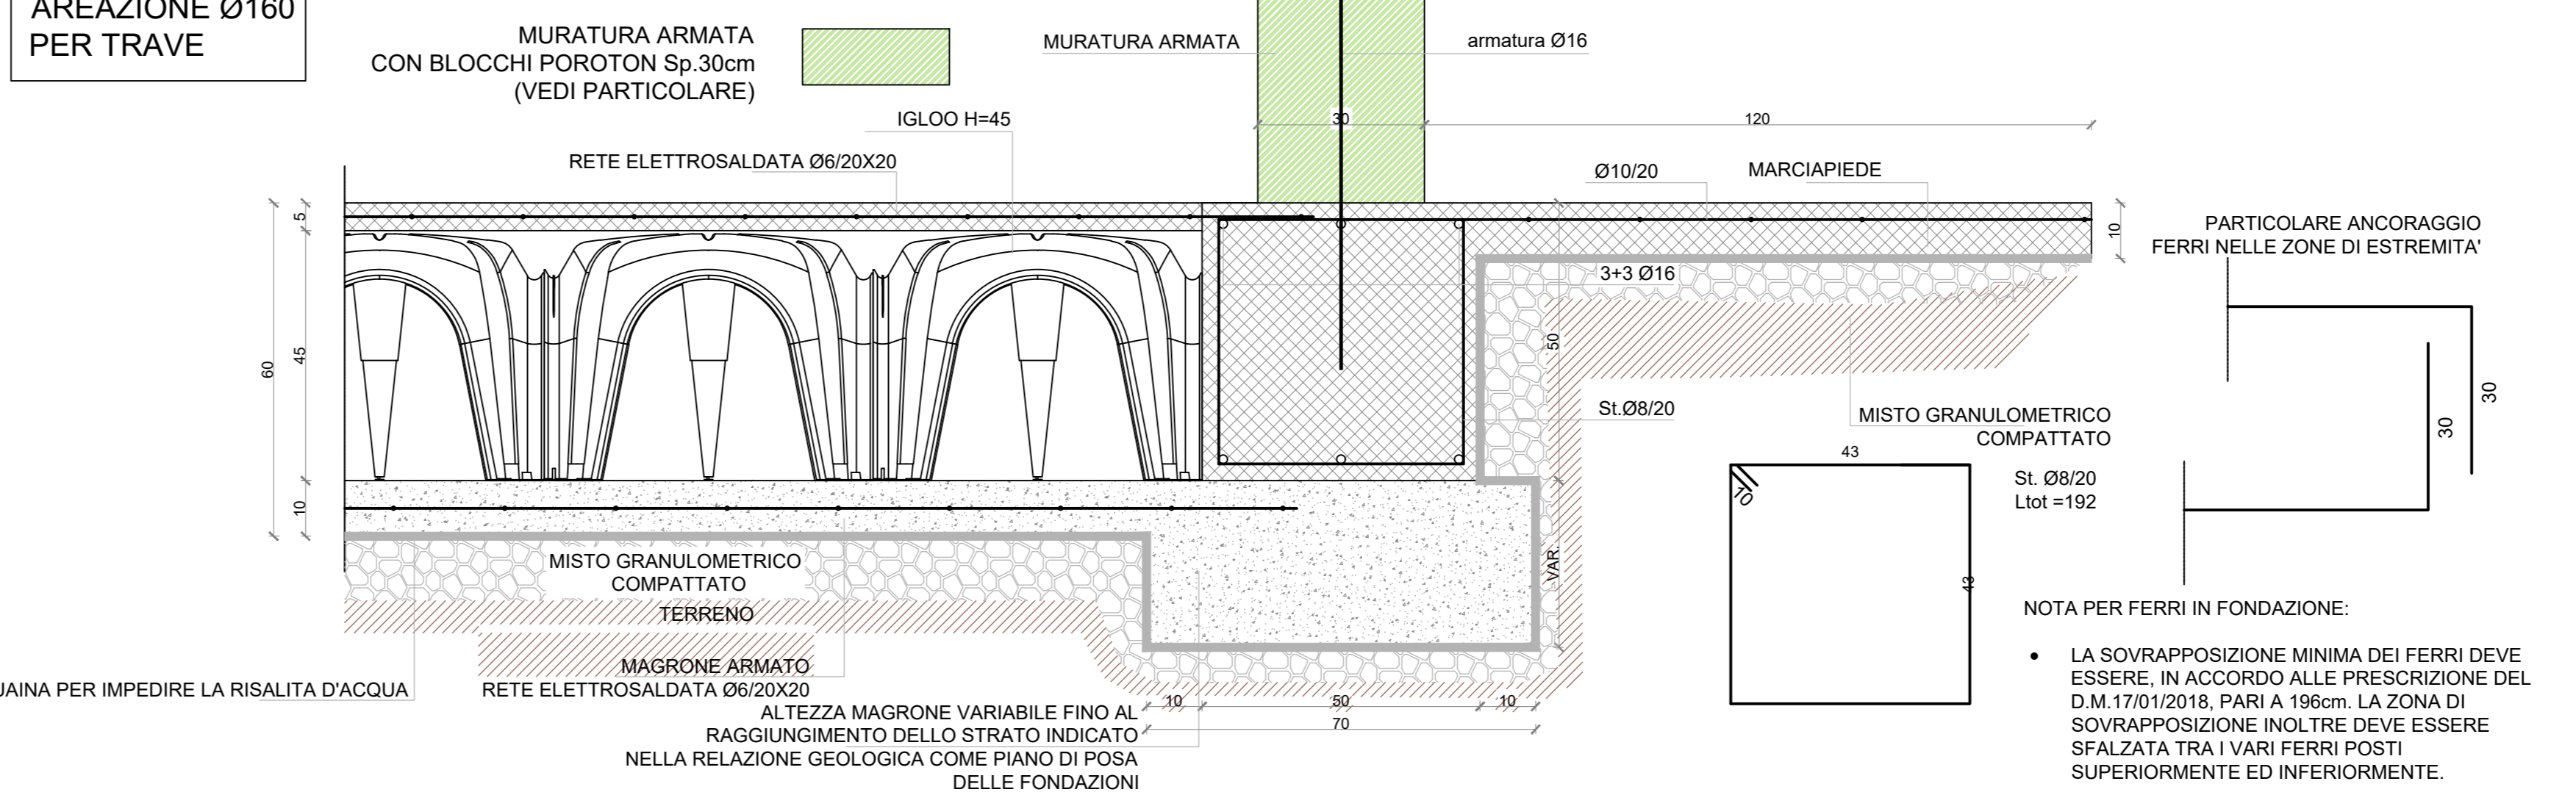 AREAZIONE Ø160
PER TRAVE
MURATURA ARMATA
CON BLOCCHI POROTON Sp.30cm
(VEDI PARTICOLARE)
MURATURA ARMATA
armatura Ø16
IGLOO H=45
30
120
RETE ELETTROSALDATA Ø6/20X20
Ø10/20
MARCIAPIEDE
5
10
PARTICOLARE ANCORAGGIO
FERRI NELLE ZONE DI ESTREMITA'
3+3 Ø16
60
45
50
30
30
St.Ø8/20
MISTO GRANULOMETRICO
COMPATTATO
43
10
43
St. Ø8/20
Ltot =192
10
VAR.
MISTO GRANULOMETRICO
COMPATTATO
TERRENO
MAGRONE ARMATO
RETE ELETTROSALDATA Ø6/20X20
UAINA PER IMPEDIRE LA RISALITA D'ACQUA
10
50
10
70
ALTEZZA MAGRONE VARIABILE FINO AL
RAGGIUNGIMENTO DELLO STRATO INDICATO
NELLA RELAZIONE GEOLOGICA COME PIANO DI POSA
DELLE FONDAZIONI
NOTA PER FERRI IN FONDAZIONE:
• LA SOVRAPPOSIZIONE MINIMA DEI FERRI DEVE
ESSERE, IN ACCORDO ALLE PRESCRIZIONE DEL
D.M.17/01/2018, PARI A 196cm. LA ZONA DI
SOVRAPPOSIZIONE INOLTRE DEVE ESSERE
SFALZATA TRA I VARI FERRI POSTI
SUPERIORMENTE ED INFERIORMENTE.